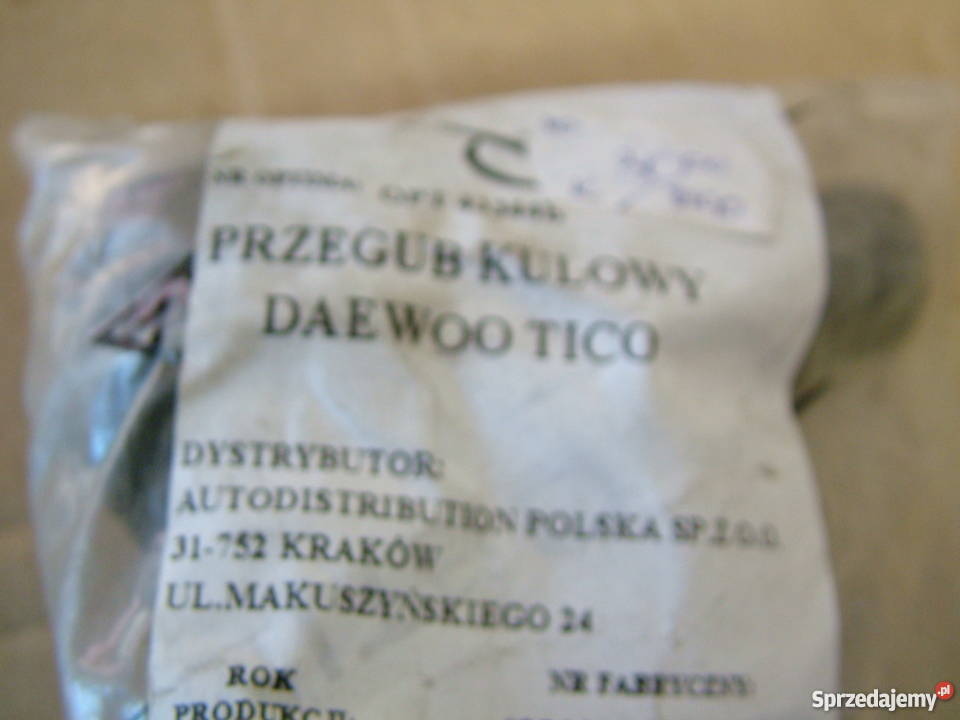 C
PRZEGUB KULOWY
DAEWOO TICO
DYSTRYBUTOR:
AUTODISTRIBUTION POLSKA SP.Z O.O.
31-752 KRAKÓW
UL.MAKUSZYŃSKIEGO 24
ROK NR FABRYCZNY:
PRODUKCJI:
Sprzedajemy.pl